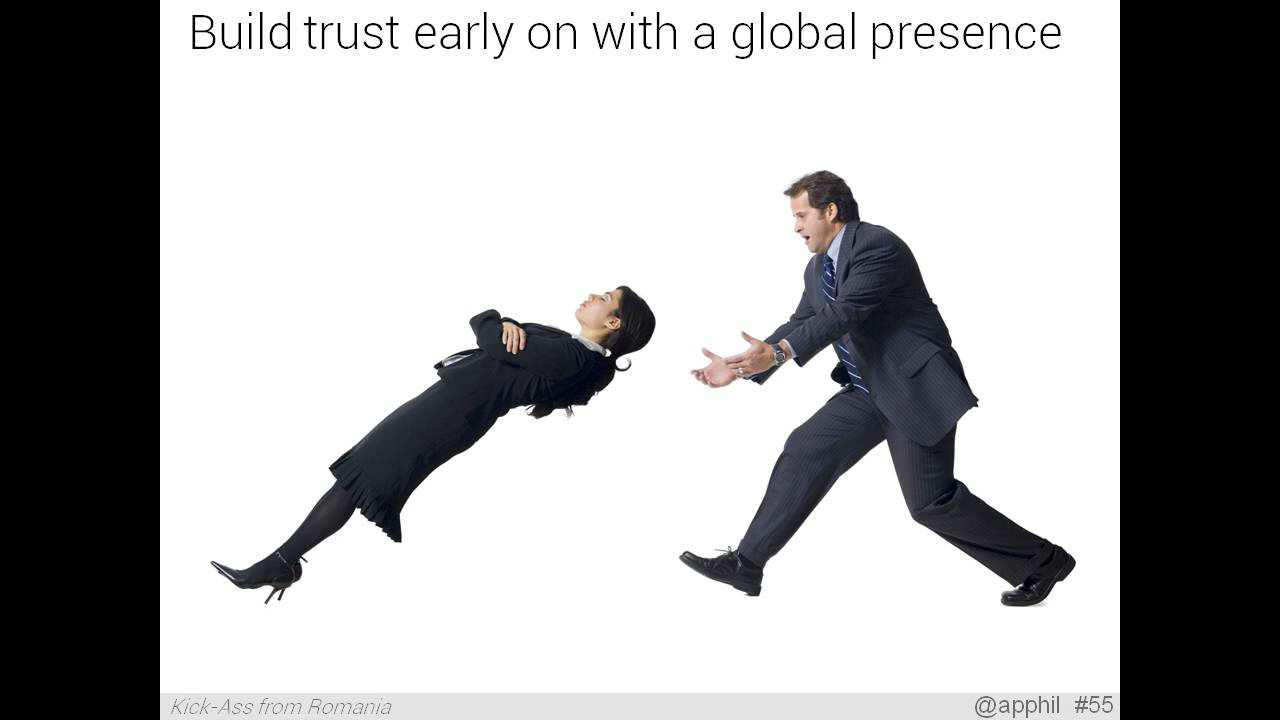 Build trust early on with a global presence
Kick-Ass from Romania
@apphil #55